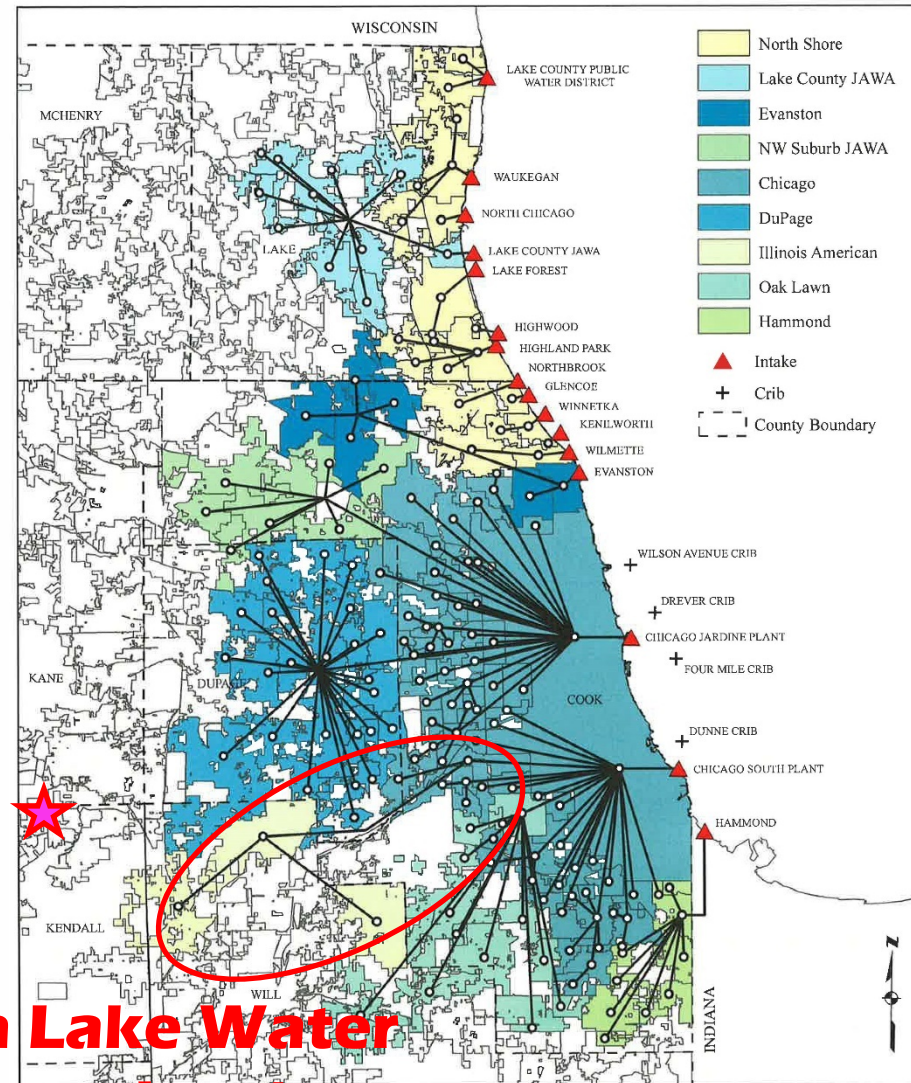 WISCONSIN
North Shore
Lake County JAWA
Evanston
NW Suburb JAWA
Chicago
DuPage
Illinois American
Oak Lawn
Hammond
Intake
Crib
County Boundary
LAKE COUNTY PUBLIC
WATER DISTRICT
MCHENRY
WAUKEGAN
NORTH CHICAGO
LAKE
LAKE COUNTY JAWA
LAKE FOREST
HIGHWOOD
HIGHLAND PARK
NORTHBROOK
GLENCOE
WINNETKA
KENILWORTH
WILMETTE
EVANSTON
WILSON AVENUE CRIB
DREVER CRIB
CHICAGO JARDINE PLANT
FOUR MILE CRIB
KANE
DUPAGE
COOK
DUNNE CRIB
CHICAGO SOUTH PLANT
HAMMOND
KENDALL
WILL
INDIANA
N
Lake Water